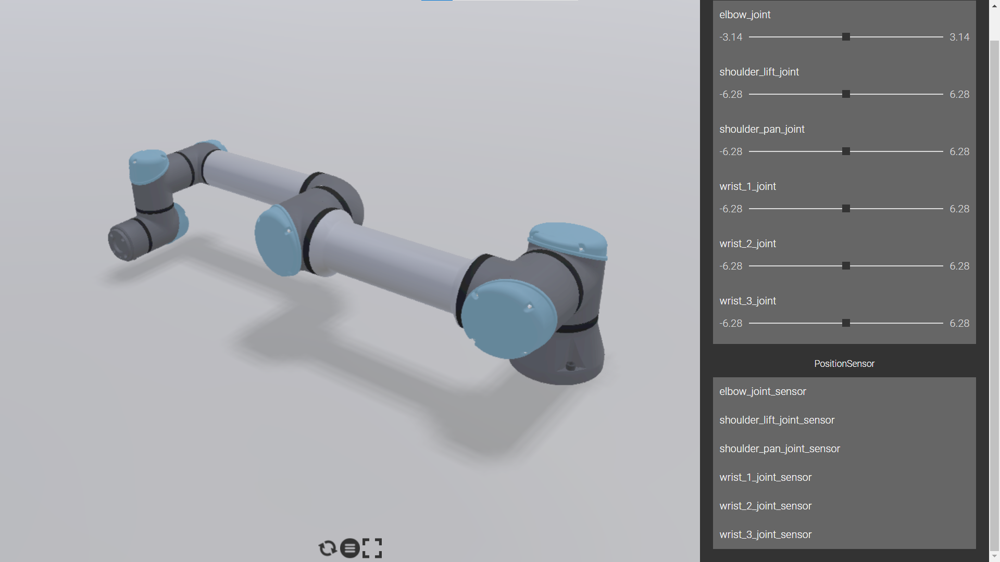 elbow_joint
-3.14 3.14
shoulder_lift_joint
-6.28 6.28
shoulder_pan_joint
-6.28 6.28
wrist_1_joint
-6.28 6.28
wrist_2_joint
-6.28 6.28
wrist_3_joint
-6.28 6.28
PositionSensor
elbow_joint_sensor
shoulder_lift_joint_sensor
shoulder_pan_joint_sensor
wrist_1_joint_sensor
wrist_2_joint_sensor
wrist_3_joint_sensor